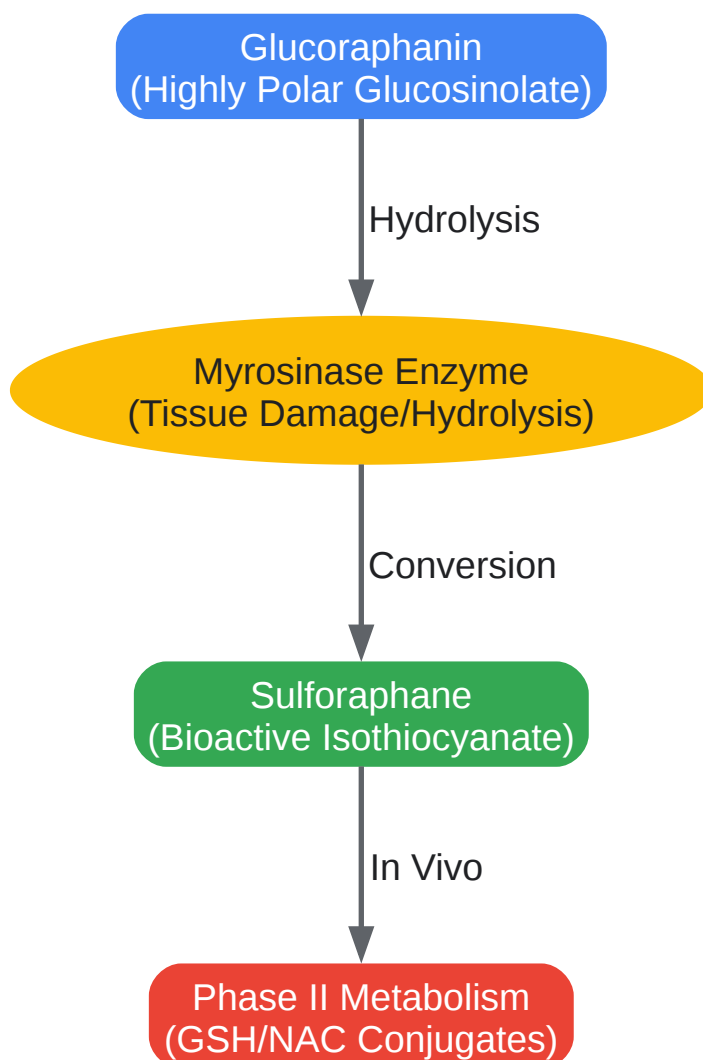 Glucoraphanin
(Highly Polar Glucosinolate)
Hydrolysis
Myrosinase Enzyme
(Tissue Damage/Hydrolysis)
Conversion
Sulforaphane
(Bioactive Isothiocyanate)
In Vivo
Phase II Metabolism
(GSH/NAC Conjugates)